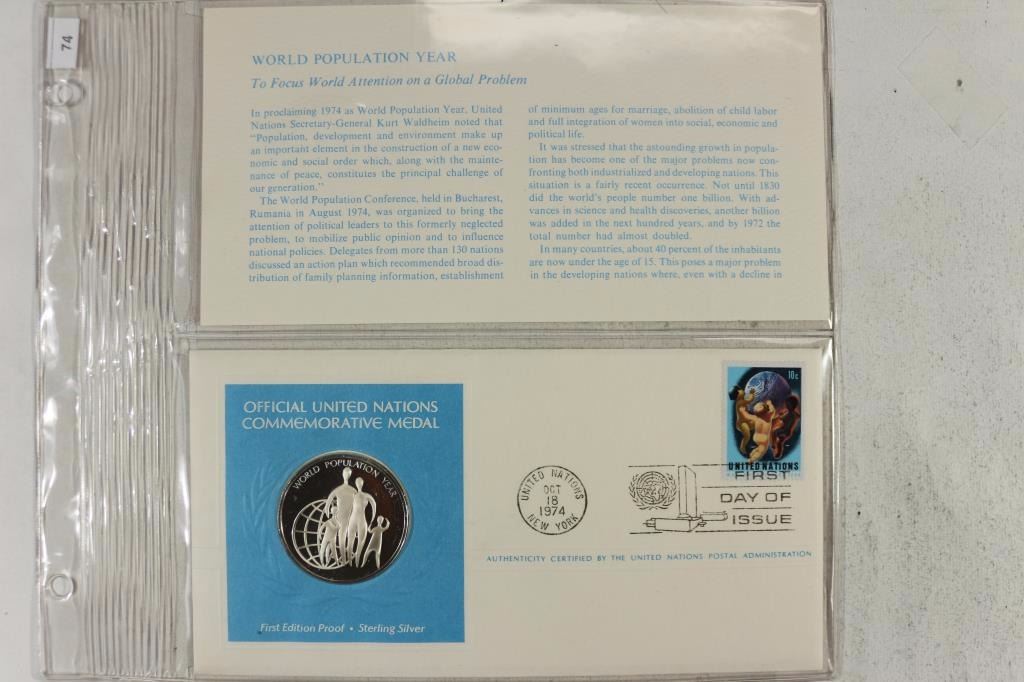 74
WORLD POPULATION YEAR
To Focus World Attention on a Global Problem
In proclaiming 1974 as World Population Year, United
Nations Secretary-General Kurt Waldheim noted that
"Population, development and environment make up
an important element in the construction of a new eco-
nomic and social order which, along with the mainte-
nance of peace, constitutes the principal challenge of
our generation."
The World Population Conference, held in Bucharest,
Rumania in August 1974, was organized to bring the
attention of political leaders to this formerly neglected
problem, to mobilize public opinion and to influence
national policies. Delegates from more than 130 nations
discussed an action plan which recommended broad dis-
tribution of family planning information, establishment
of minimum ages for marriage, abolition of child labor
and full integration of women into social, economic and
political life.
It was stressed that the astounding growth in popula-
tion has become one of the major problems now con-
fronting both industrialized and developing nations. This
situation is a fairly recent occurrence. Not until 1830
did the world's people number one billion. With ad-
vances in science and health discoveries, another billion
was added in the next hundred years, and by 1972 the
total number had almost doubled.
In many countries, about 40 percent of the inhabitants
are now under the age of 15. This poses a major problem
in the developing nations where, even with a decline in
OFFICIAL UNITED NATIONS
COMMEMORATIVE MEDAL
WORLD POPULATION YEAR
First Edition Proof • Sterling Silver
10c
UNITED NATIONS
UNITED NATIONS
OCT
18
1974
NEW YORK
FIRST
DAY OF
ISSUE
AUTHENTICITY CERTIFIED BY THE UNITED NATIONS POSTAL ADMINISTRATION